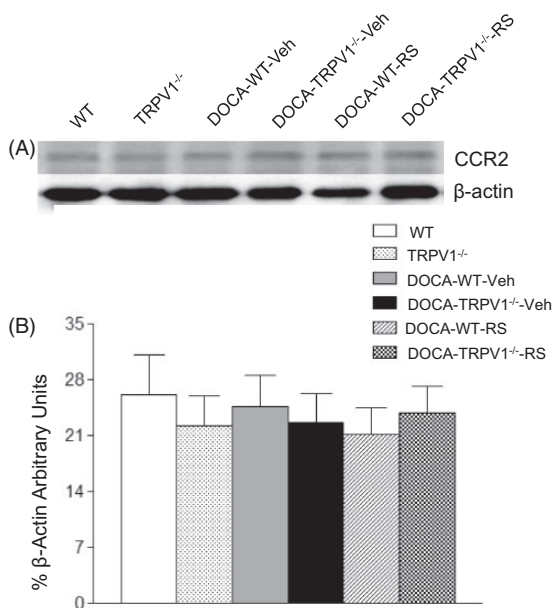 WT
TRPV1-/-
DOCA-WT-Veh
DOCA-TRPV1-/--Veh
DOCA-WT-RS
DOCA-TRPV1-/--RS
(A)
CCR2
β-actin
WT
TRPV1-/-
DOCA-WT-Veh
DOCA-TRPV1-/--Veh
DOCA-WT-RS
DOCA-TRPV1-/--RS
(B)
% β-Actin Arbitrary Units
35
28
21
14
7
0